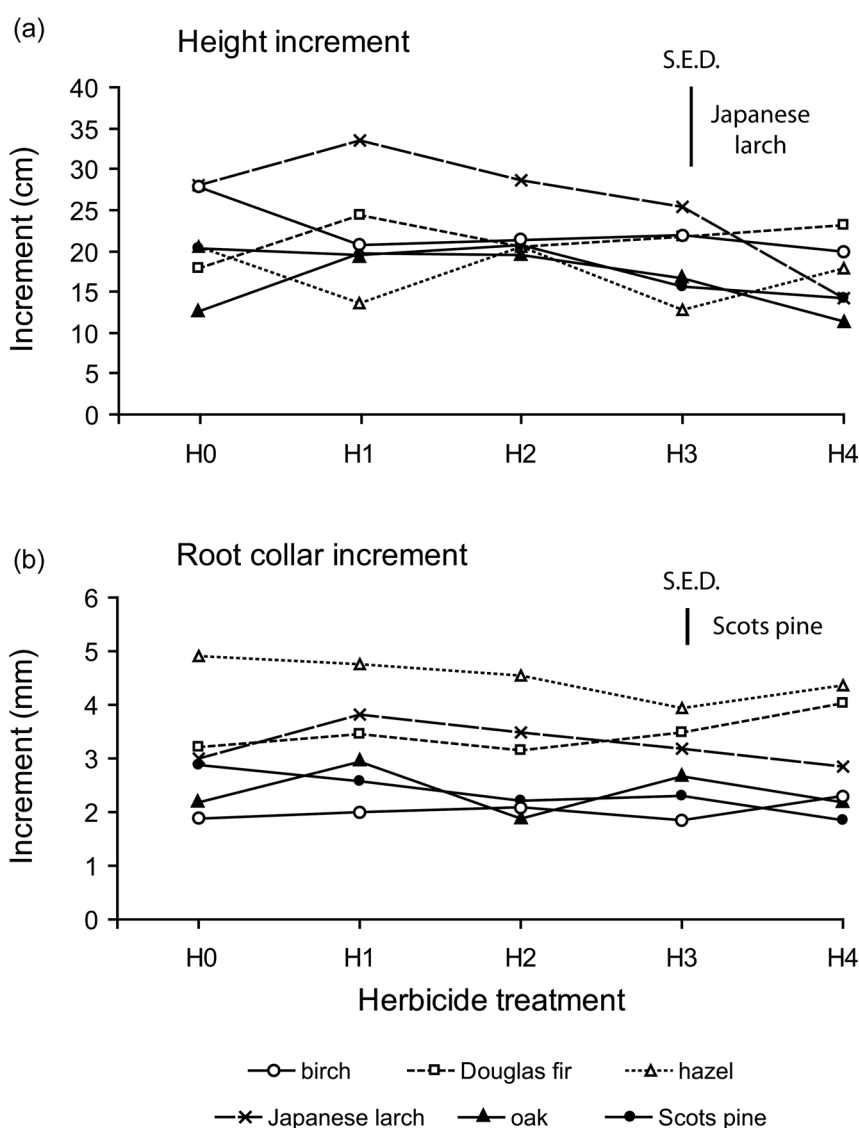 (a)
Height increment
S.E.D.
Japanese
larch
Increment (cm)
40
35
30
25
20
15
10
5
0
H0 H1 H2 H3 H4
(b)
Root collar increment
S.E.D.
Scots pine
Increment (mm)
6
5
4
3
2
1
0
H0 H1 H2 H3 H4
Herbicide treatment
birch Douglas fir hazel
Japanese larch oak Scots pine